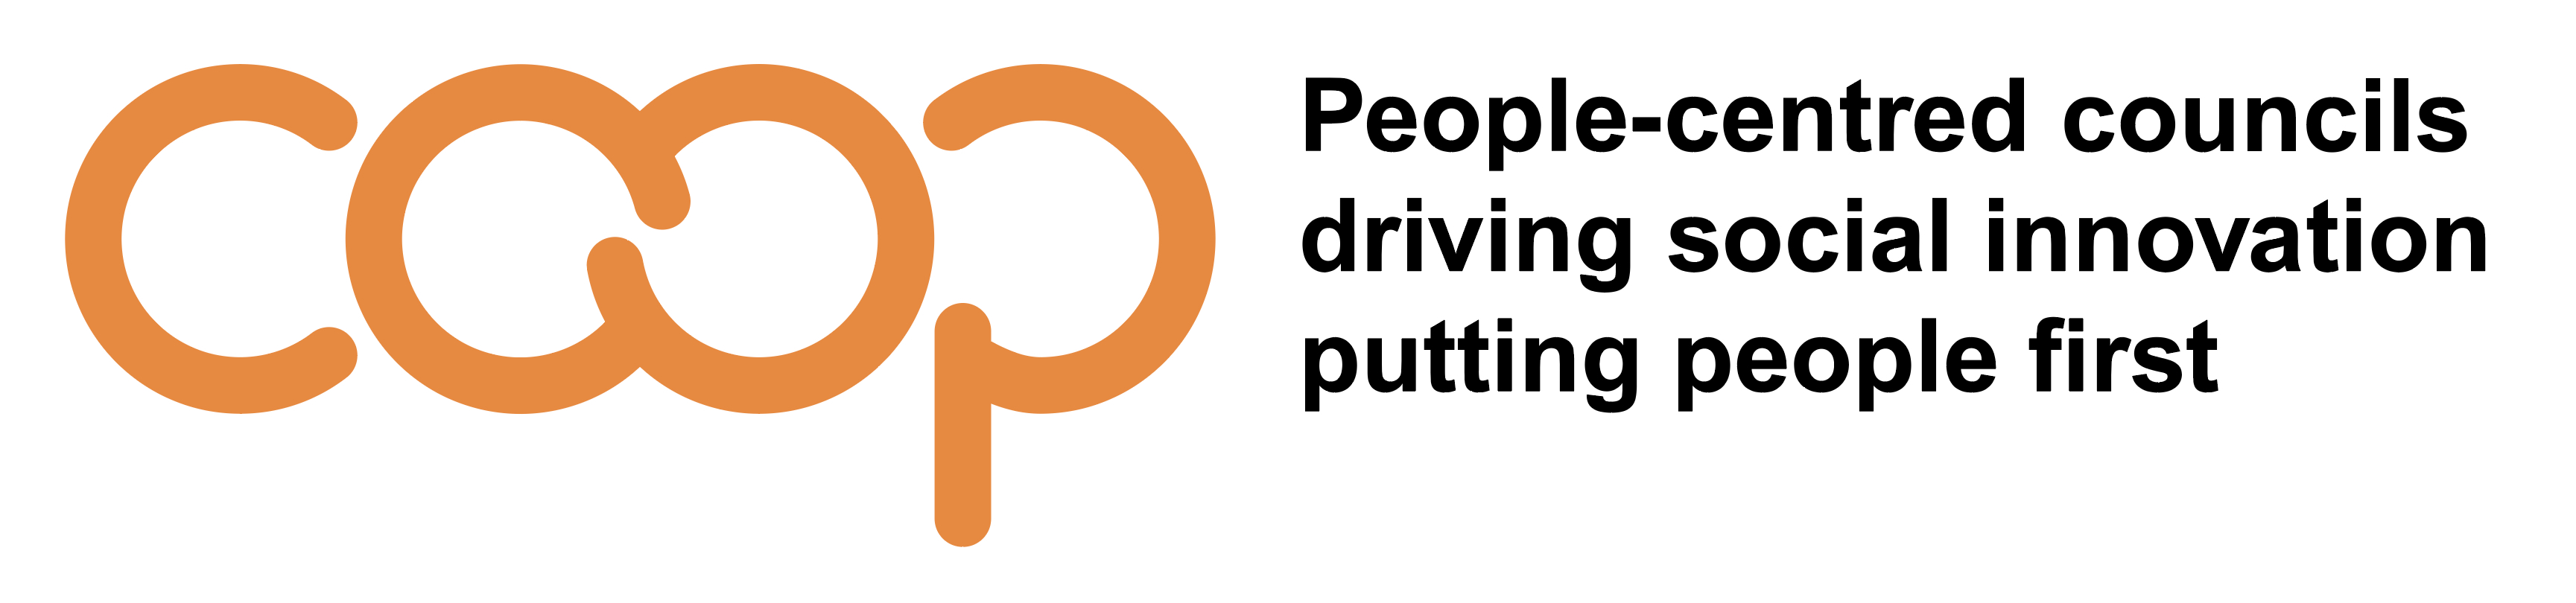 coop
People-centred councils
driving social innovation
putting people first